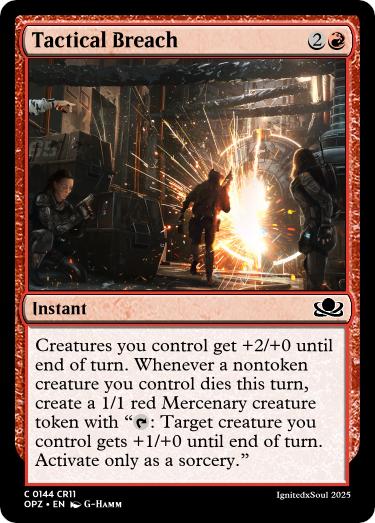 Tactical Breach 2R
Instant
Creatures you control get +2/+0 until
end of turn. Whenever a nontoken
creature you control dies this turn,
create a 1/1 red Mercenary creature
token with “T: Target creature you
control gets +1/+0 until end of turn.
Activate only as a sorcery.”
C 0144 CR11
OPZ • EN G-Hamm
IgnitedxSoul 2025